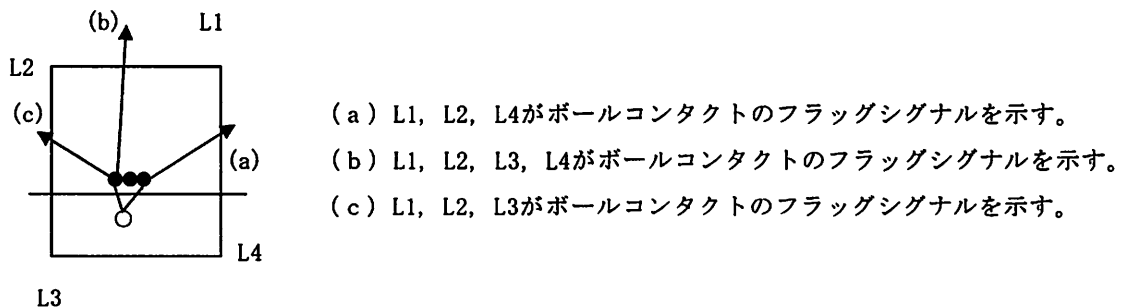 (b)
L1
L2
(c)
(a)
L4
L3
(a) L1, L2, L4がボールコンタクトのフラッグシグナルを示す。
(b) L1, L2, L3, L4がボールコンタクトのフラッグシグナルを示す。
(c) L1, L2, L3がボールコンタクトのフラッグシグナルを示す。